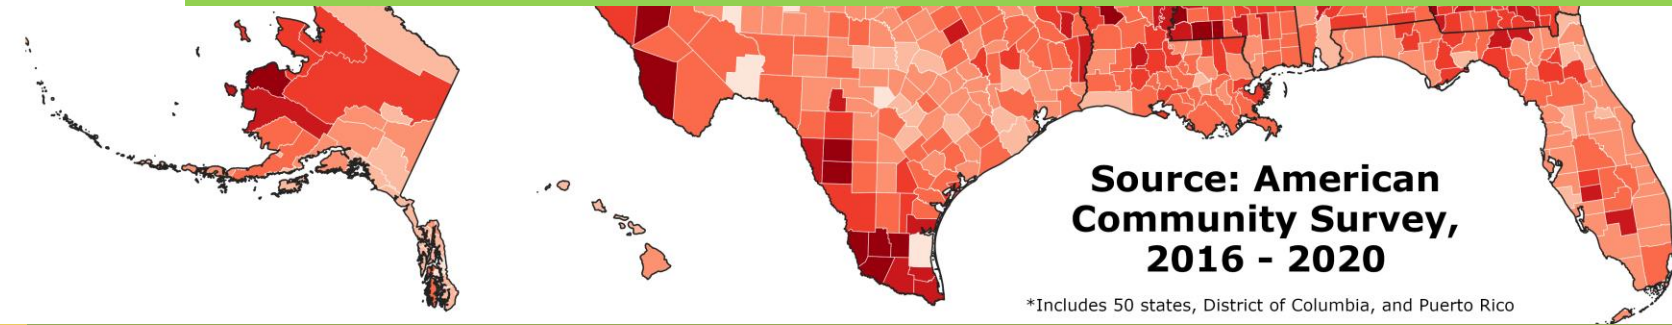 Source: American
Community Survey,
2016 - 2020
*Includes 50 states, District of Columbia, and Puerto Rico